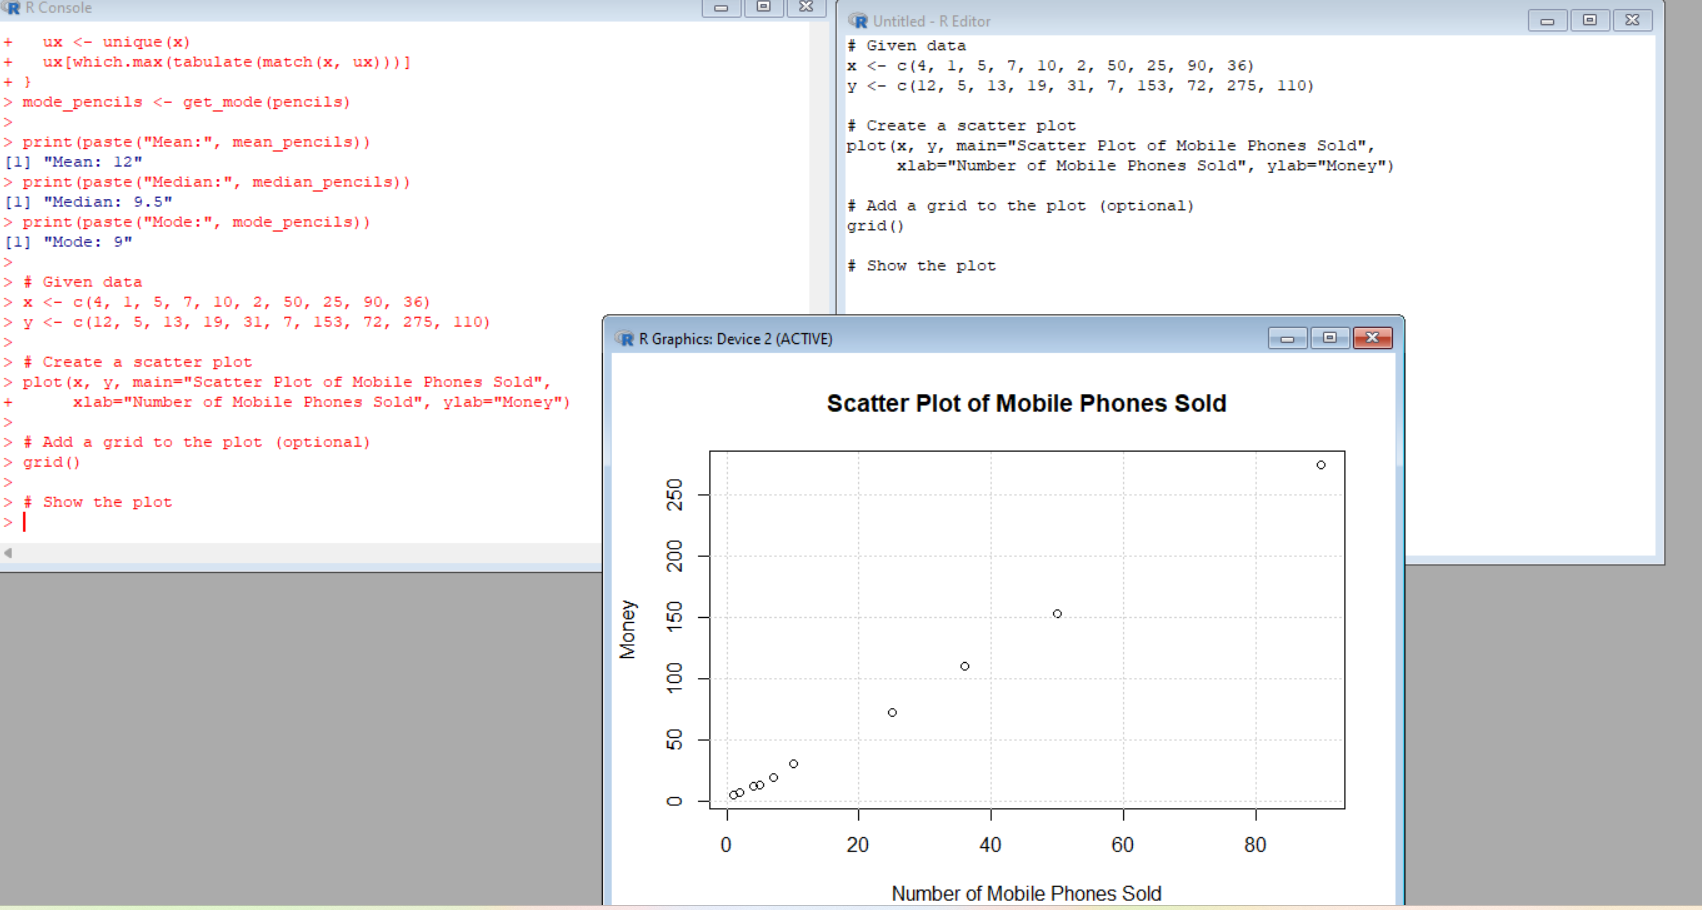 R Console
+   ux <- unique(x)
+   ux[which.max(tabulate(match(x, ux)))]
+ }
> mode_pencils <- get_mode(pencils)
>
> print(paste("Mean:", mean_pencils))
[1] "Mean: 12"
> print(paste("Median:", median_pencils))
[1] "Median: 9.5"
> print(paste("Mode:", mode_pencils))
[1] "Mode: 9"
>
> # Given data
> x <- c(4, 1, 5, 7, 10, 2, 50, 25, 90, 36)
> y <- c(12, 5, 13, 19, 31, 7, 153, 72, 275, 110)
>
> # Create a scatter plot
> plot(x, y, main="Scatter Plot of Mobile Phones Sold",
+      xlab="Number of Mobile Phones Sold", ylab="Money")
>
> # Add a grid to the plot (optional)
> grid()
>
> # Show the plot
>
Untitled - R Editor
# Given data
x <- c(4, 1, 5, 7, 10, 2, 50, 25, 90, 36)
y <- c(12, 5, 13, 19, 31, 7, 153, 72, 275, 110)
# Create a scatter plot
plot(x, y, main="Scatter Plot of Mobile Phones Sold",
     xlab="Number of Mobile Phones Sold", ylab="Money")
# Add a grid to the plot (optional)
grid()
# Show the plot
R Graphics: Device 2 (ACTIVE)
Scatter Plot of Mobile Phones Sold
Money
250
200
150
100
50
0
0 20 40 60 80
Number of Mobile Phones Sold